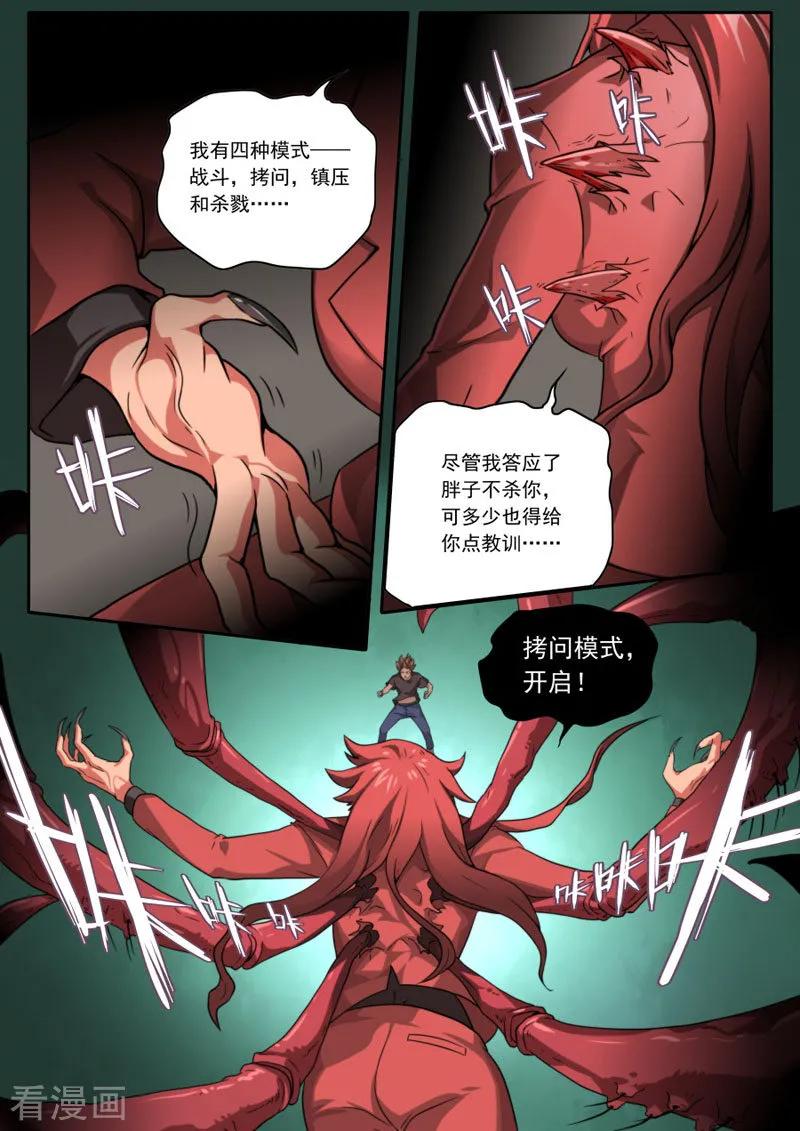 我有四种模式——
战斗，拷问，镇压
和杀戮……
咔
咔
咔
咔
尽管我答应了
胖子不杀你，
可多少也得给
你点教训……
拷问模式，
开启！
咔
咔
咔
咔
咔
咔
咔
看漫画